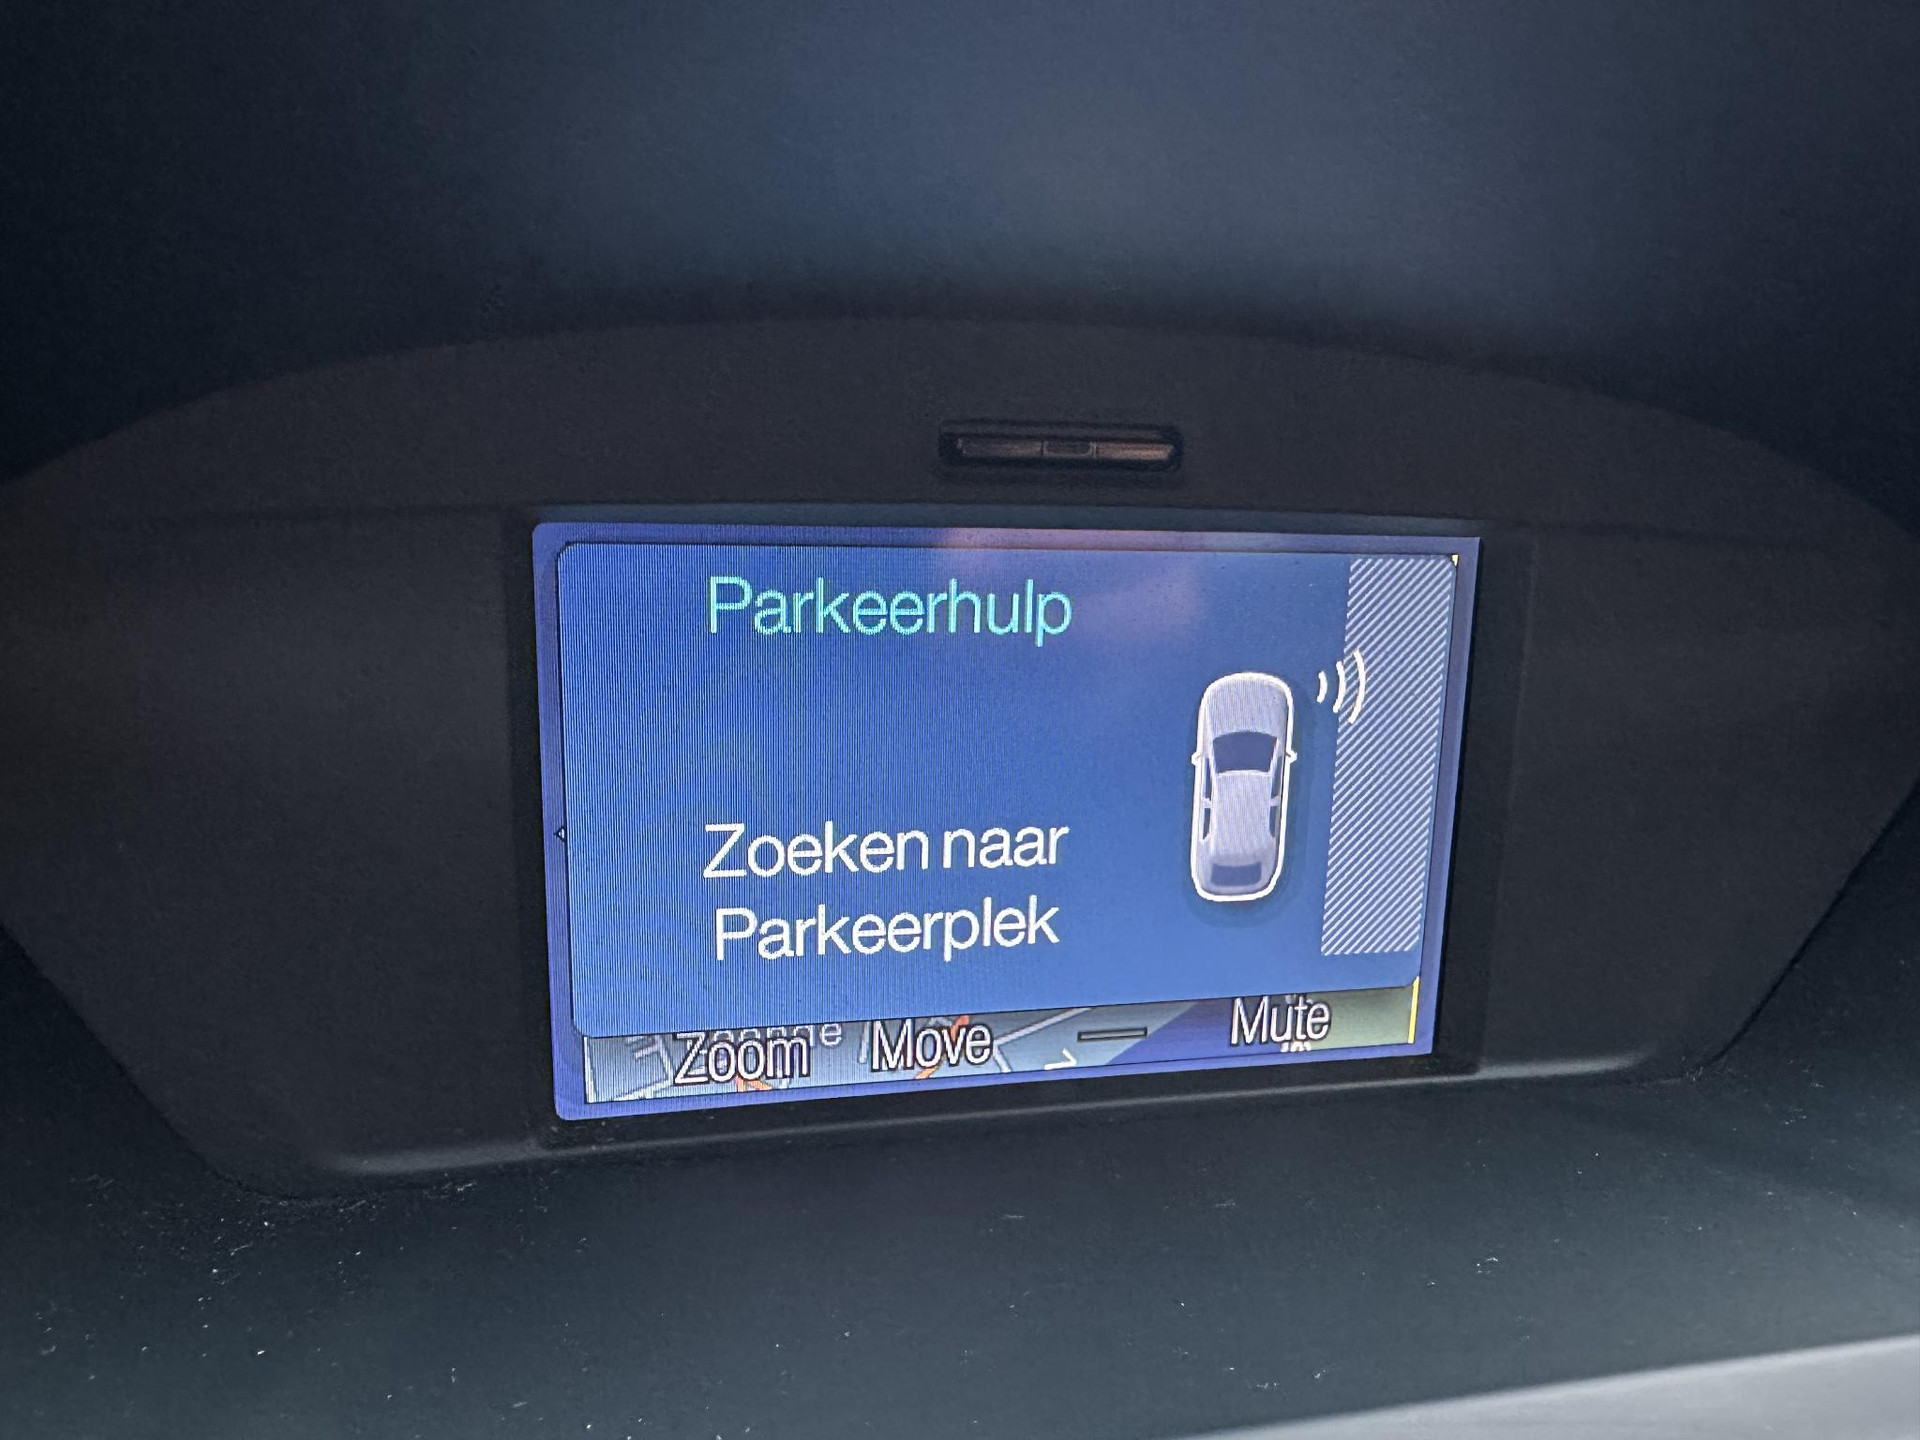 Parkeerhulp
Zoeken naar
Parkeerplek
Zoom Move Mute